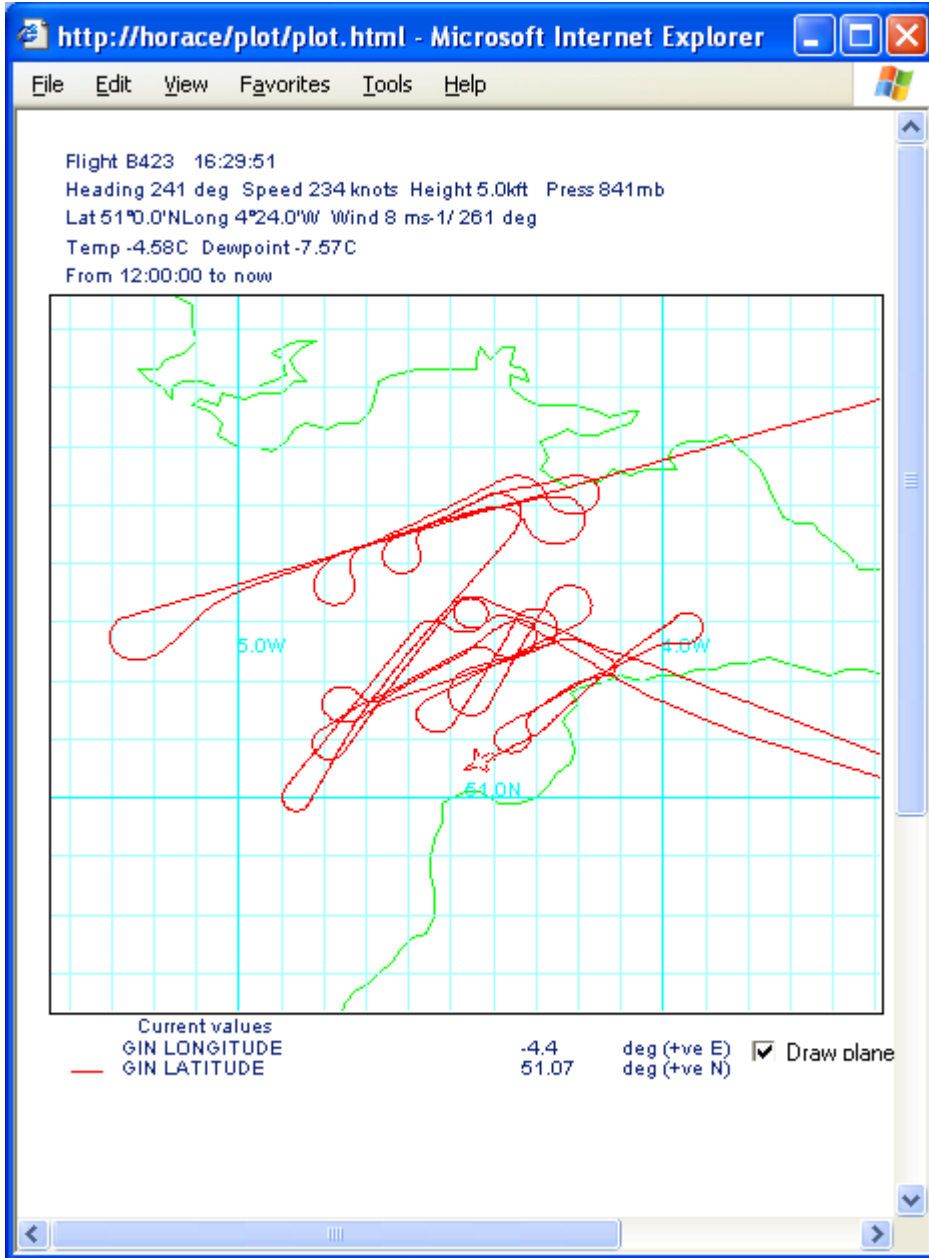 http://horace/plot/plot.html - Microsoft Internet Explorer
File Edit View Favorites Tools Help
Flight B423 16:29:51
Heading 241 deg Speed 234 knots Height 5.0kft Press 841mb
Lat 51°0.0'NLong 4°24.0'W Wind 8 ms-1/ 261 deg
Temp -4.58C Dewpoint -7.57C
From 12:00:00 to now
5.0W
4.0W
51.0N
Current values
GIN LONGITUDE -4.4 deg (+ve E)
GIN LATITUDE 51.07 deg (+ve N)
Draw plane